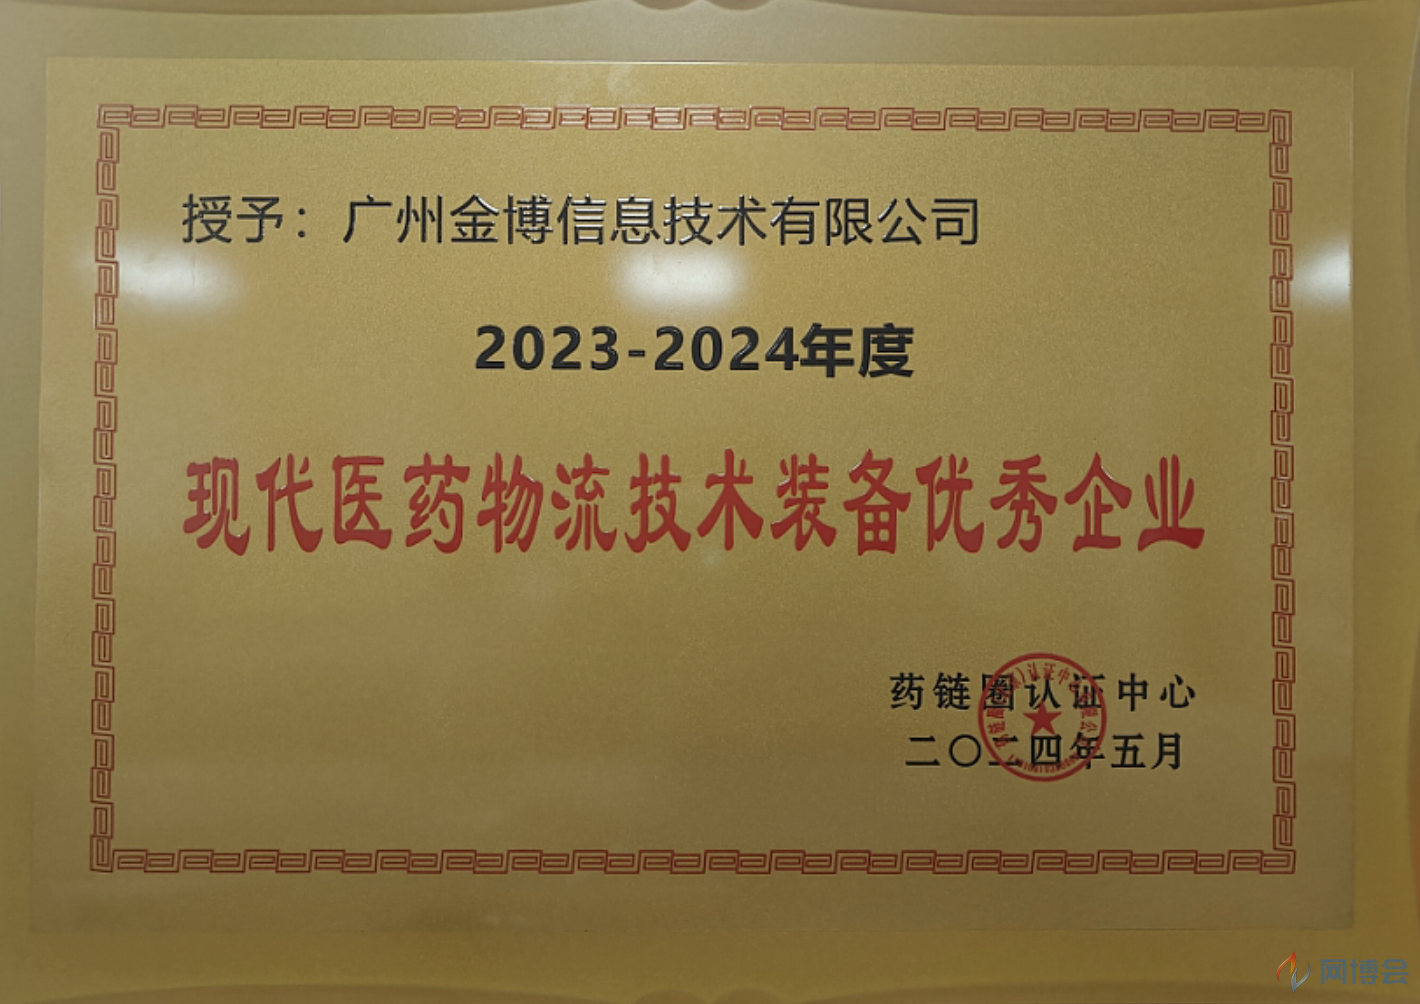 授予：广州金博信息技术有限公司
2023-2024年度
现代医药物流技术装备优秀企业
药链圈认证中心
二〇二四年五月
网博会